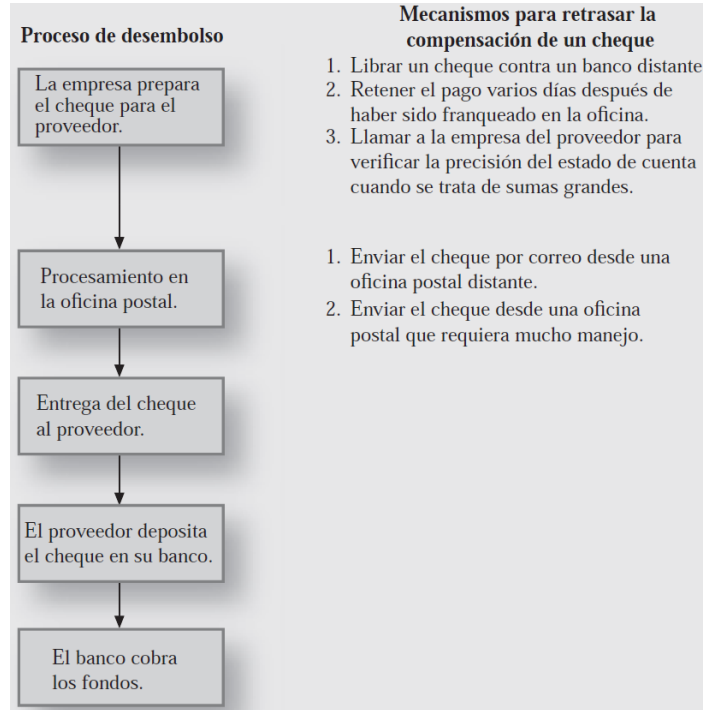 Proceso de desembolso
La empresa prepara
el cheque para el
proveedor.
Procesamiento en
la oficina postal.
Entrega del cheque
al proveedor.
El proveedor deposita
el cheque en su banco.
El banco cobra
los fondos.
Mecanismos para retrasar la
compensación de un cheque
1. Librar un cheque contra un banco distante
2. Retener el pago varios días después de
haber sido franqueado en la oficina.
3. Llamar a la empresa del proveedor para
verificar la precisión del estado de cuenta
cuando se trata de sumas grandes.
1. Enviar el cheque por correo desde una
oficina postal distante.
2. Enviar el cheque desde una oficina
postal que requiera mucho manejo.